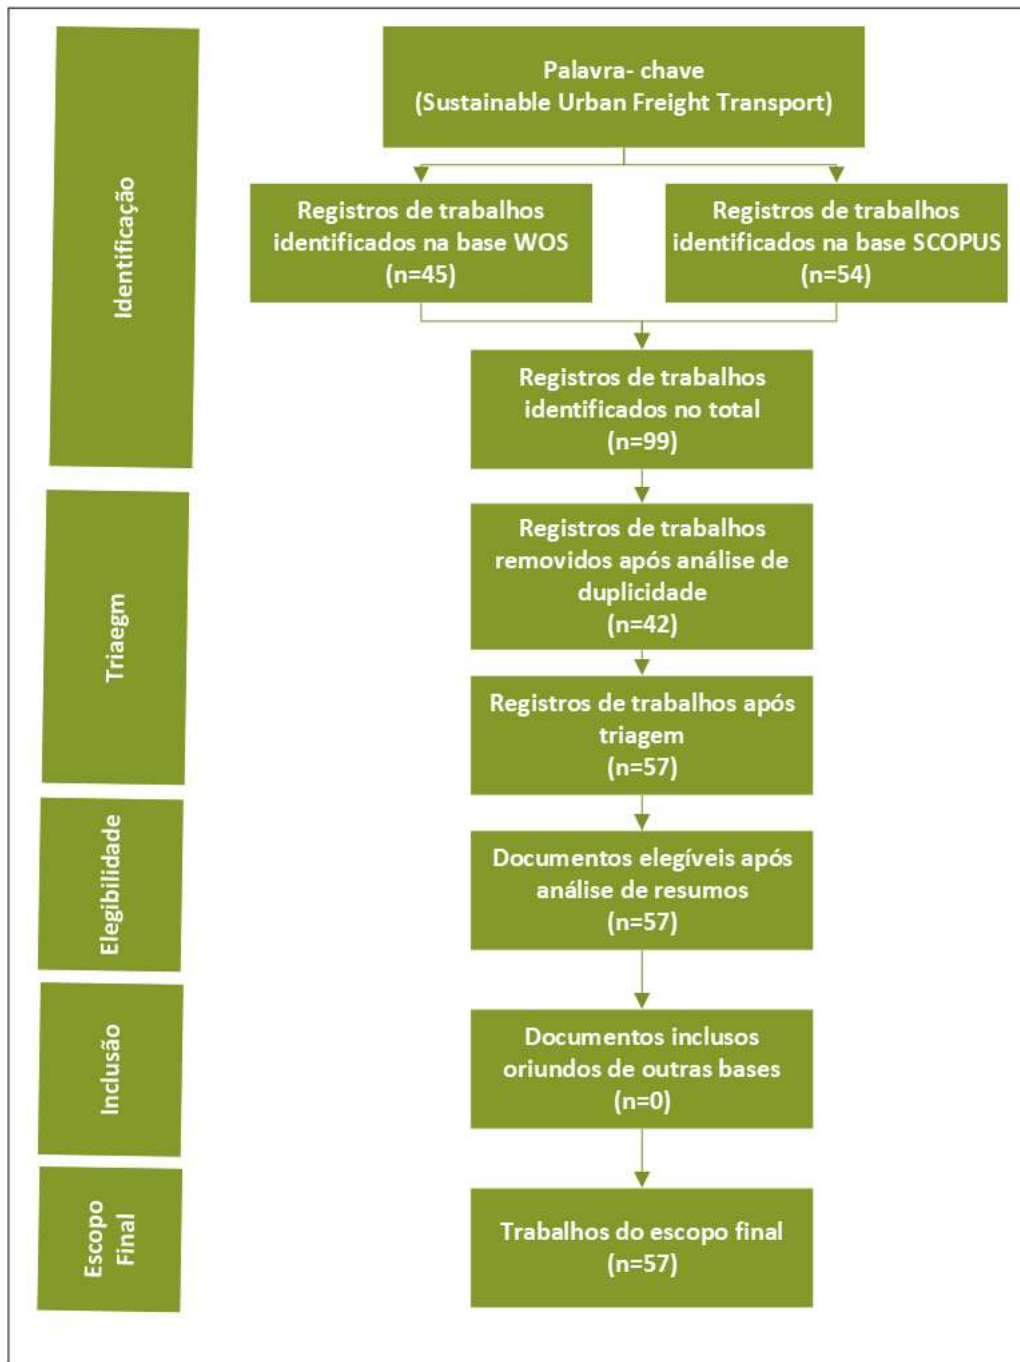 Identificação
Palavra- chave
(Sustainable Urban Freight Transport)
Registros de trabalhos
identificados na base WOS
(n=45)
Registros de trabalhos
identificados na base SCOPUS
(n=54)
Registros de trabalhos
identificados no total
(n=99)
Triaegm
Registros de trabalhos
removidos após análise de
duplicidade
(n=42)
Registros de trabalhos após
triagem
(n=57)
Elegibilidade
Documentos elegíveis após
análise de resumos
(n=57)
Inclusão
Documentos inclusos
oriundos de outras bases
(n=0)
Escopo
Final
Trabalhos do escopo final
(n=57)